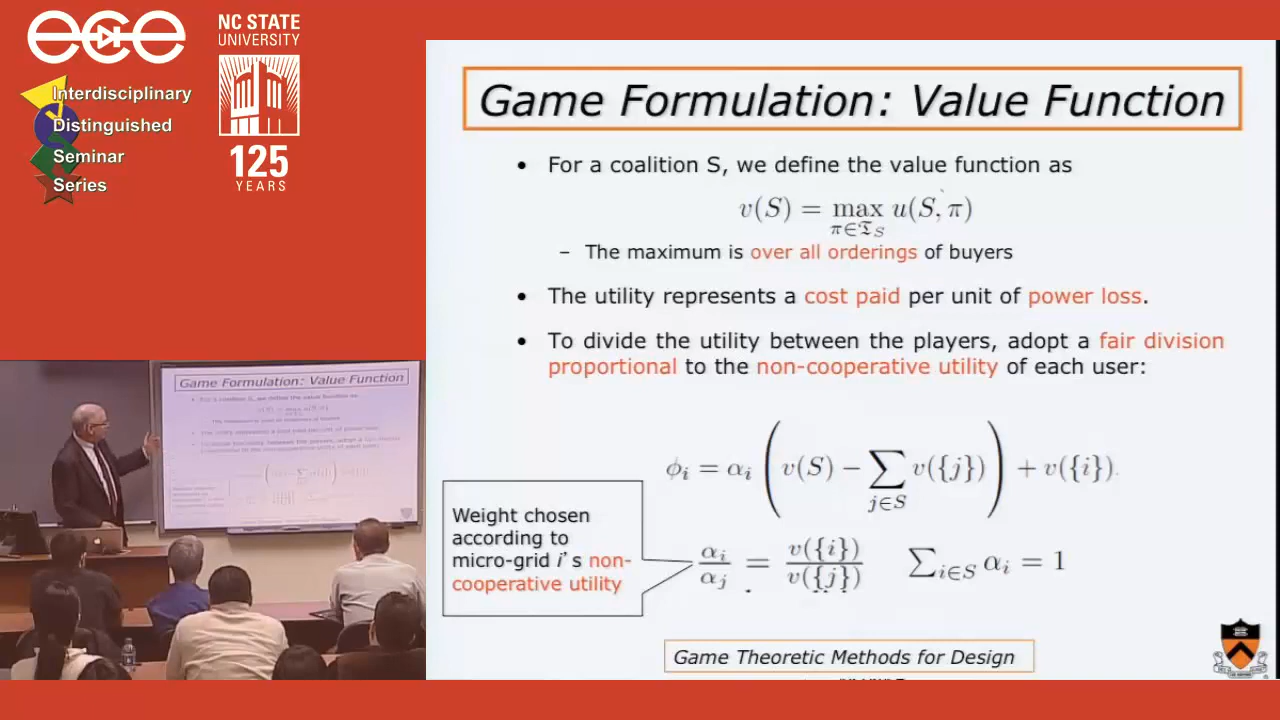 ece
NC STATE
UNIVERSITY
Interdisciplinary
Distinguished
Seminar
Series
125
YEARS
Game Formulation: Value Function
• For a coalition S, we define the value function as
v(S) = max u(S, π)
π∈𝔗_S
– The maximum is over all orderings of buyers
• The utility represents a cost paid per unit of power loss.
• To divide the utility between the players, adopt a fair division
proportional to the non-cooperative utility of each user:
ϕ_i = α_i ( v(S) − ∑_{j∈S} v({j}) ) + v({i}).
Weight chosen
according to
micro-grid i's non-
cooperative utility
α_i / α_j = v({i}) / v({j})   ∑_{i∈S} α_i = 1
Game Theoretic Methods for Design
Game Formulation: Value Function